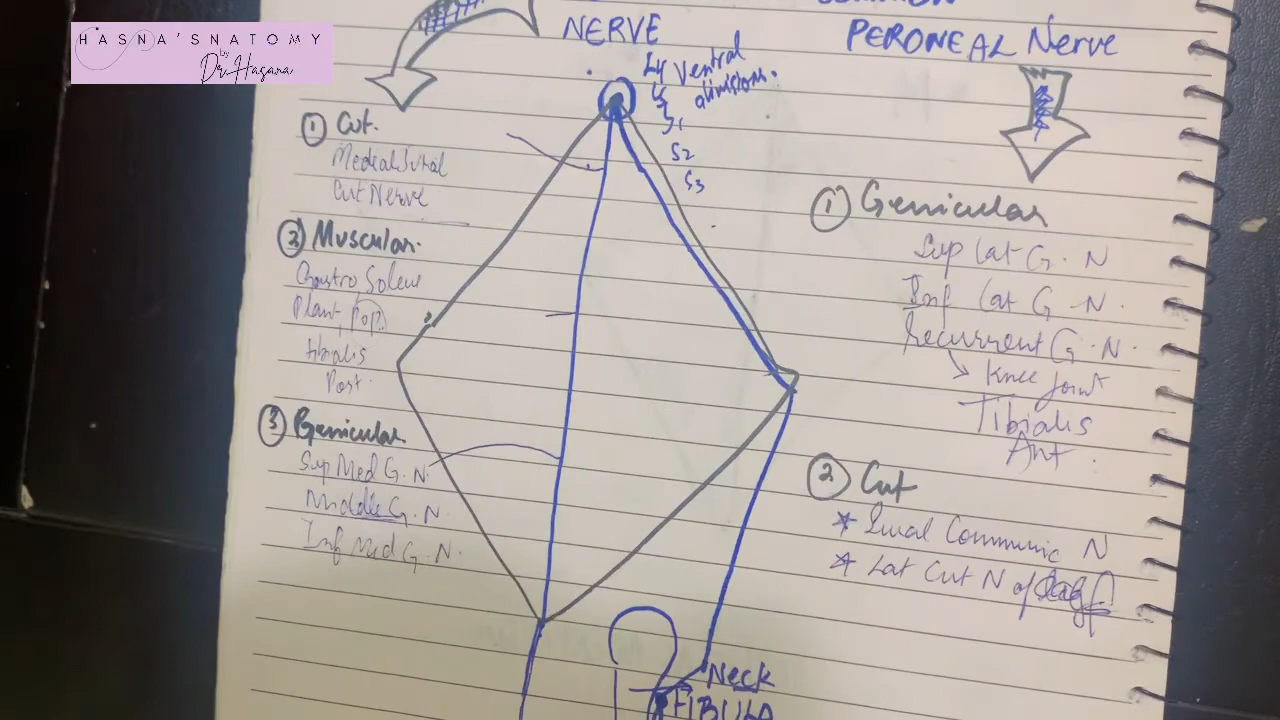 HASNA'SNATOMY
by
Dr.Hasana
NERVE
PERONEAL Nerve
L4 Ventral
L5 divisions.
S1
S2
S3
① Cut.
Medial Sural
Cut Nerve
② Muscular.
Gastro, Soleus
Plant, Pop.
tibialis
Post.
③ Genicular
Sup Med G. N.
Middle G. N.
Inf Med G. N.
① Genicular
Sup Lat G. N
Inf Lat G. N.
Recurrent G. N.
Knee Joint
Tibialis
Ant.
② Cut
* Sural Communic N
* Lat Cut N of
Neck
FIBULA